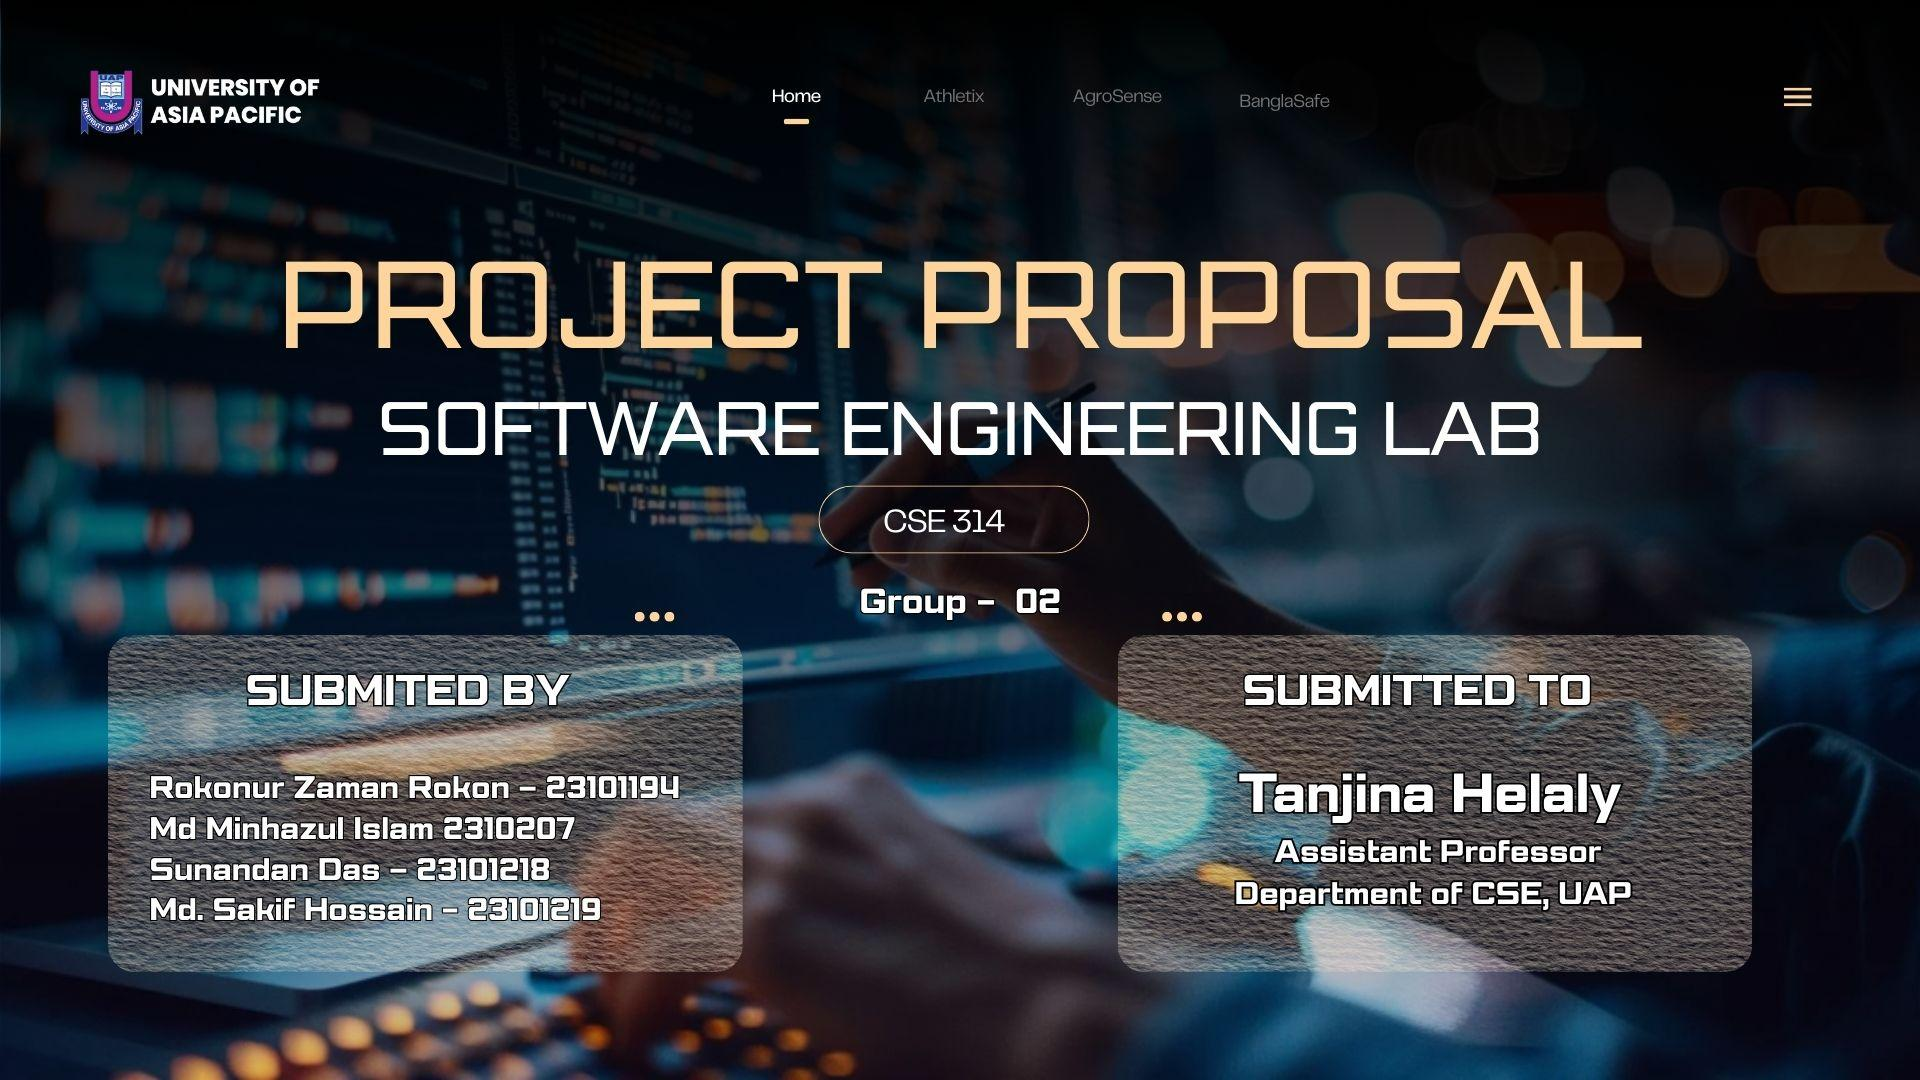 UNIVERSITY OF
ASIA PACIFIC
Home
Athletix
AgroSense
BanglaSafe
PROJECT PROPOSAL
SOFTWARE ENGINEERING LAB
CSE 314
Group - 02
SUBMITED BY
Rokonur Zaman Rokon - 23101194
Md Minhazul Islam 2310207
Sunandan Das - 23101218
Md. Sakif Hossain - 23101219
SUBMITTED TO
Tanjina Helaly
Assistant Professor
Department of CSE, UAP